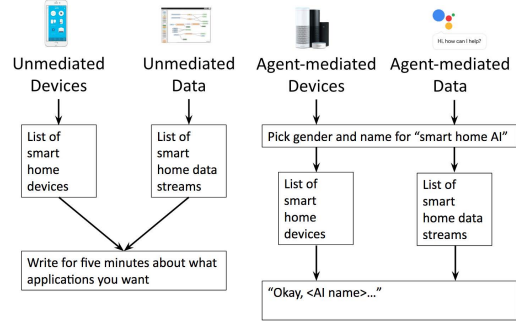 Hi, how can I help?
Unmediated
Devices
Unmediated
Data
Agent-mediated
Devices
Agent-mediated
Data
List of
smart
home
devices
List of
smart
home data
streams
Pick gender and name for “smart home AI”
List of
smart
home
devices
List of
smart
home data
streams
Write for five minutes about what
applications you want
“Okay, <AI name>...”